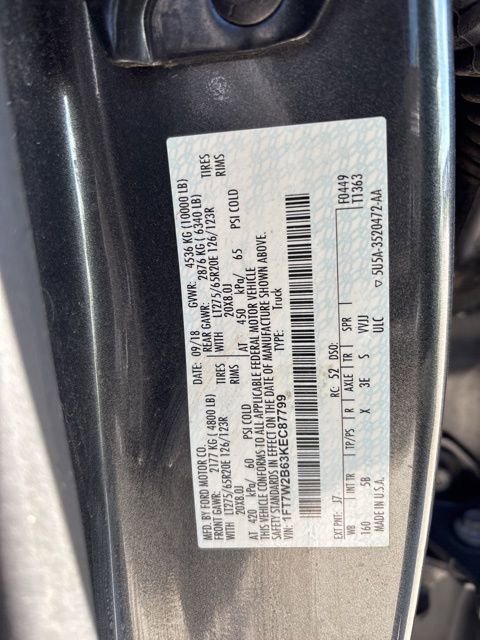 MFD. BY FORD MOTOR CO.
DATE: 09/18 GVWR: 4536 KG (10000 LB)
FRONT GAWR: 2177 KG ( 4800 LB) REAR GAWR: 2876 KG ( 6340 LB)
WITH LT275/65R20E 126/123R TIRES WITH LT275/65R20E 126/123R TIRES
20X8.0J RIMS 20X8.0J RIMS
AT 420 kPa/ 60 PSI COLD AT 450 kPa/ 65 PSI COLD
THIS VEHICLE CONFORMS TO ALL APPLICABLE FEDERAL MOTOR VEHICLE
SAFETY STANDARDS IN EFFECT ON THE DATE OF MANUFACTURE SHOWN ABOVE.
VIN: 1FT7W2B63KEC87799 TYPE: Truck
F0449
EXT PNT: J7 RC: 52 DSO: T1363
WB INT TR TP/PS R AXLE TR SPR
160 5B X 3E S VVJJ
MADE IN U.S.A. ULC ▽ 5U5A-3520472-AA